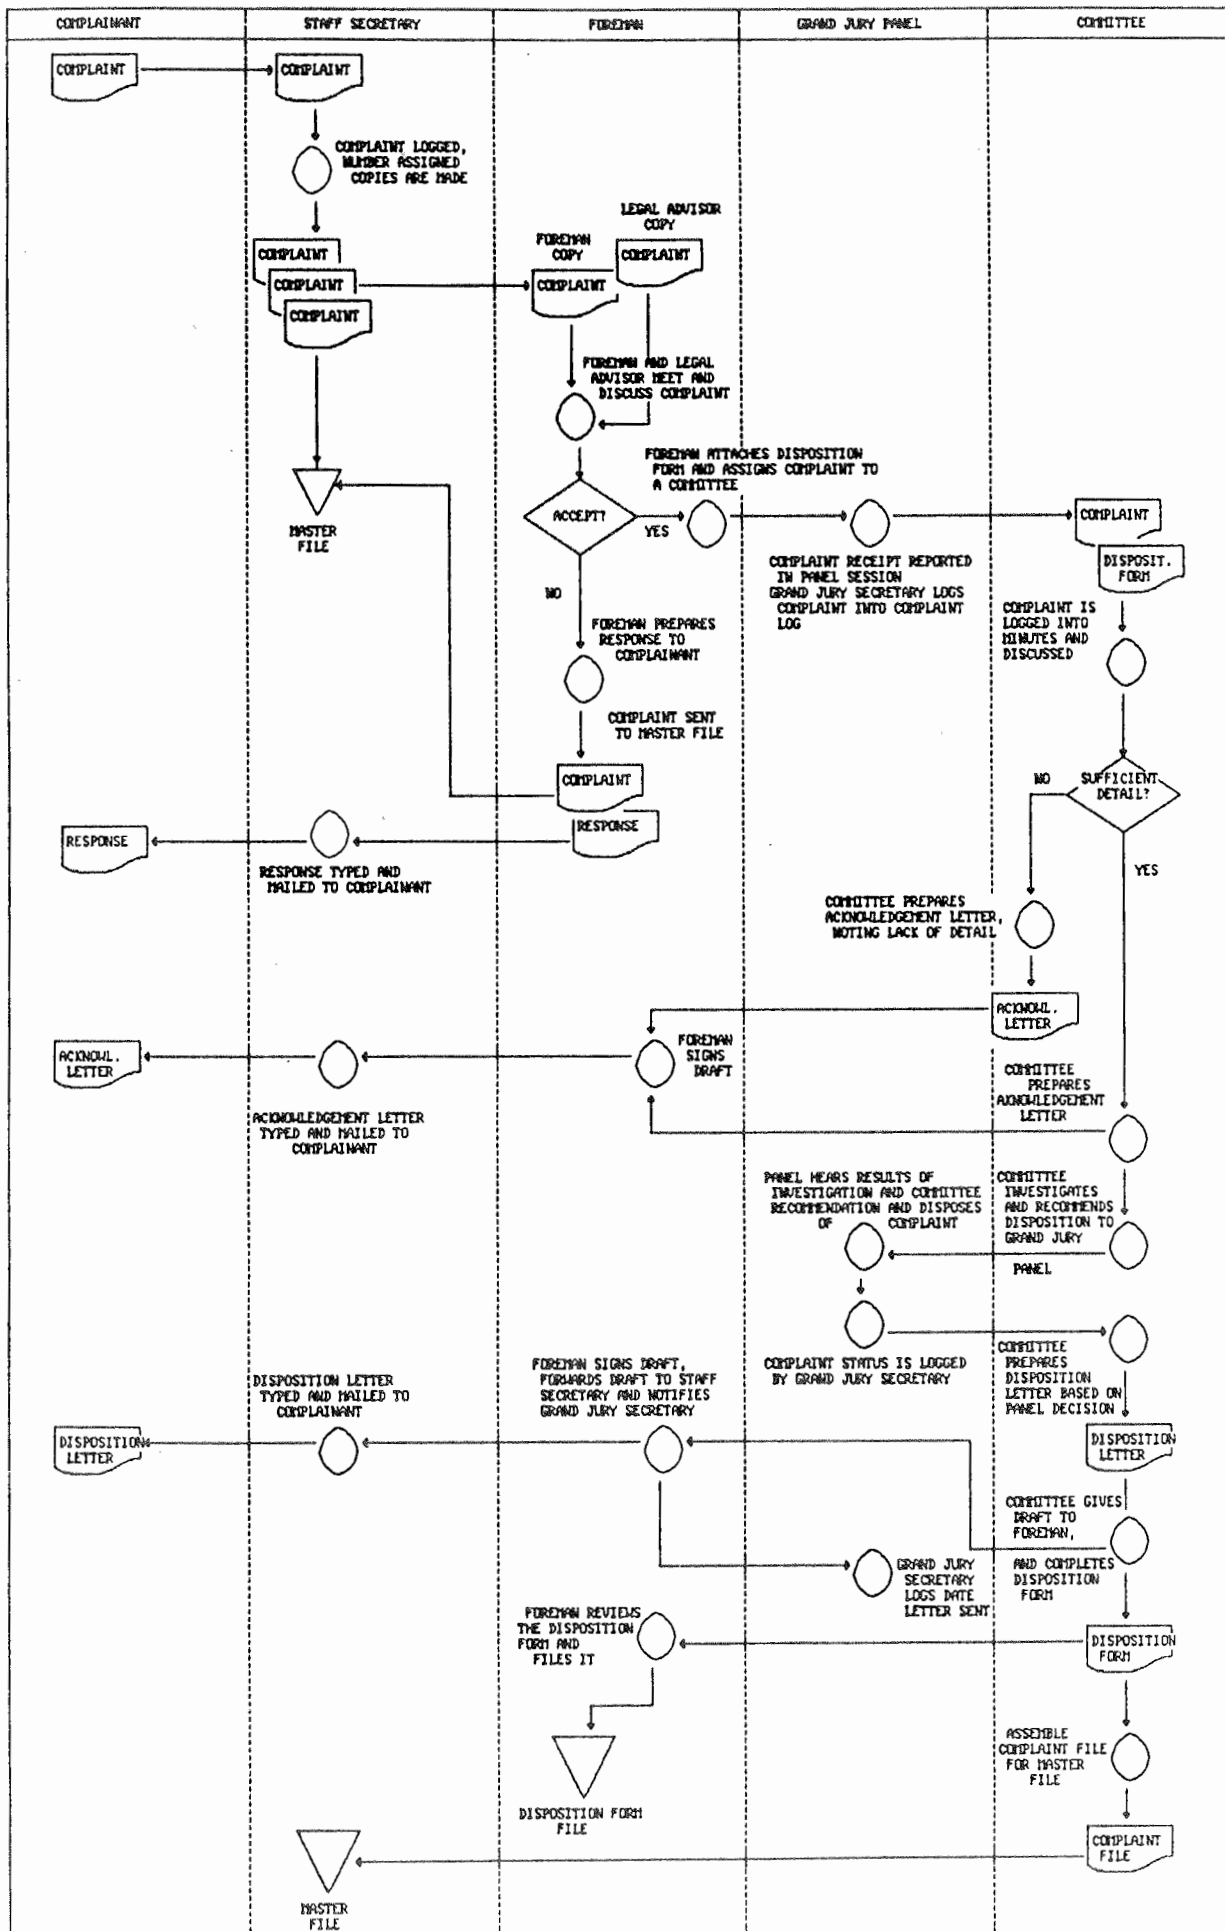 COMPLAINANT
STAFF SECRETARY
FOREMAN
GRAND JURY PANEL
COMMITTEE
COMPLAINT
COMPLAINT
COMPLAINT LOGGED,
NUMBER ASSIGNED
COPIES ARE MADE
COMPLAINT
COMPLAINT
COMPLAINT
FOREMAN
COPY
COMPLAINT
LEGAL ADVISOR
COPY
COMPLAINT
FOREMAN AND LEGAL
ADVISOR MEET AND
DISCUSS COMPLAINT
MASTER
FILE
ACCEPT?
YES
FOREMAN ATTACHES DISPOSITION
FORM AND ASSIGNS COMPLAINT TO
A COMMITTEE
COMPLAINT RECEIPT REPORTED
IN PANEL SESSION
GRAND JURY SECRETARY LOGS
COMPLAINT INTO COMPLAINT
LOG
COMPLAINT
DISPOSIT.
FORM
COMPLAINT IS
LOGGED INTO
MINUTES AND
DISCUSSED
NO
FOREMAN PREPARES
RESPONSE TO
COMPLAINANT
COMPLAINT SENT
TO MASTER FILE
COMPLAINT
RESPONSE
RESPONSE TYPED AND
MAILED TO COMPLAINANT
RESPONSE
SUFFICIENT
DETAIL?
NO
YES
COMMITTEE PREPARES
ACKNOWLEDGEMENT LETTER,
NOTING LACK OF DETAIL
ACKNOWL.
LETTER
FOREMAN
SIGNS
DRAFT
ACKNOWL.
LETTER
ACKNOWLEDGEMENT LETTER
TYPED AND MAILED TO
COMPLAINANT
COMMITTEE
PREPARES
AKNOWLEDGEMENT
LETTER
COMMITTEE
INVESTIGATES
AND RECOMMENDS
DISPOSITION TO
GRAND JURY
PANEL
PANEL HEARS RESULTS OF
INVESTIGATION AND COMMITTEE
RECOMMENDATION AND DISPOSES
OF COMPLAINT
COMPLAINT STATUS IS LOGGED
BY GRAND JURY SECRETARY
COMMITTEE
PREPARES
DISPOSITION
LETTER BASED ON
PANEL DECISION
DISPOSITION
LETTER
FOREMAN SIGNS DRAFT,
FORWARDS DRAFT TO STAFF
SECRETARY AND NOTIFIES
GRAND JURY SECRETARY
DISPOSITION LETTER
TYPED AND MAILED TO
COMPLAINANT
DISPOSITION
LETTER
COMMITTEE GIVES
DRAFT TO
FOREMAN,
AND COMPLETES
DISPOSITION
FORM
GRAND JURY
SECRETARY
LOGS DATE
LETTER SENT
FOREMAN REVIEWS
THE DISPOSITION
FORM AND
FILES IT
DISPOSITION
FORM
DISPOSITION FORM
FILE
ASSEMBLE
COMPLAINT FILE
FOR MASTER
FILE
COMPLAINT
FILE
MASTER
FILE